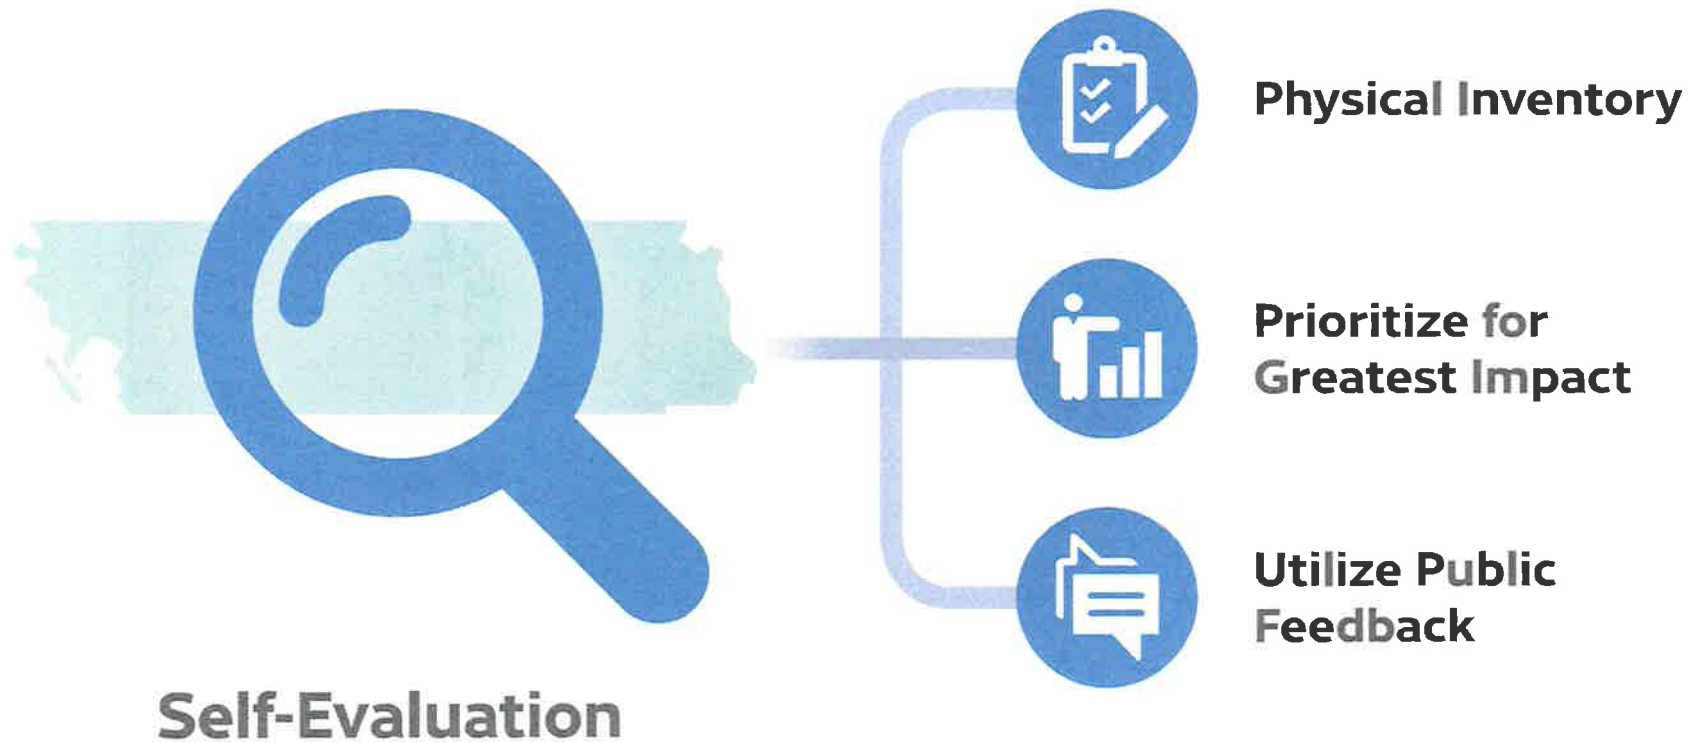 Physical Inventory
Prioritize for
Greatest Impact
Utilize Public
Feedback
Self-Evaluation